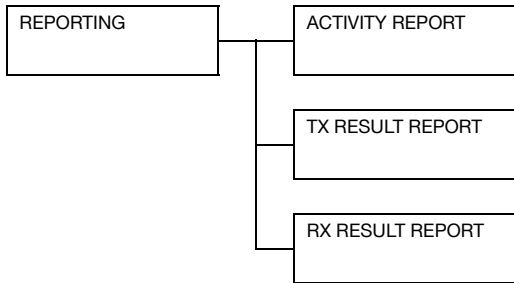 REPORTING
ACTIVITY REPORT
TX RESULT REPORT
RX RESULT REPORT